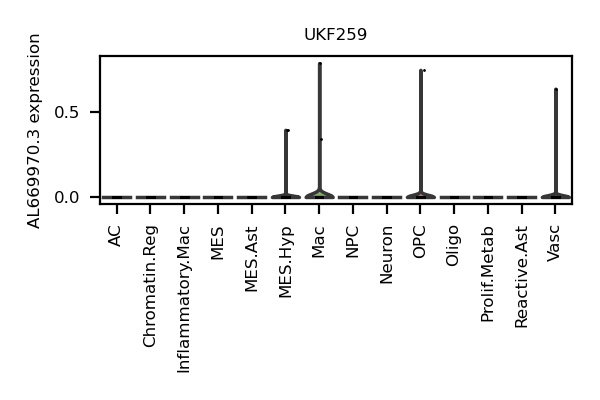 UKF259
AL669970.3 expression
0.5
0.0
AC
Chromatin.Reg
Inflammatory.Mac
MES
MES.Ast
MES.Hyp
Mac
NPC
Neuron
OPC
Oligo
Prolif.Metab
Reactive.Ast
Vasc